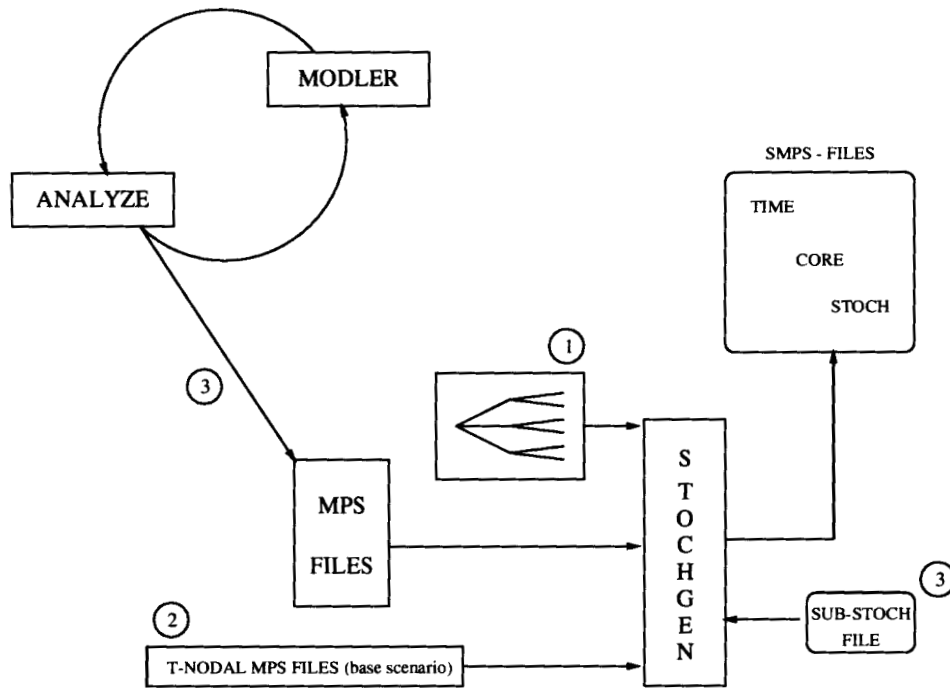 MODLER
ANALYZE
SMPS - FILES
TIME
CORE
STOCH
1
3
MPS
FILES
STOCHGEN
3
SUB-STOCH
FILE
2
T-NODAL MPS FILES (base scenario)